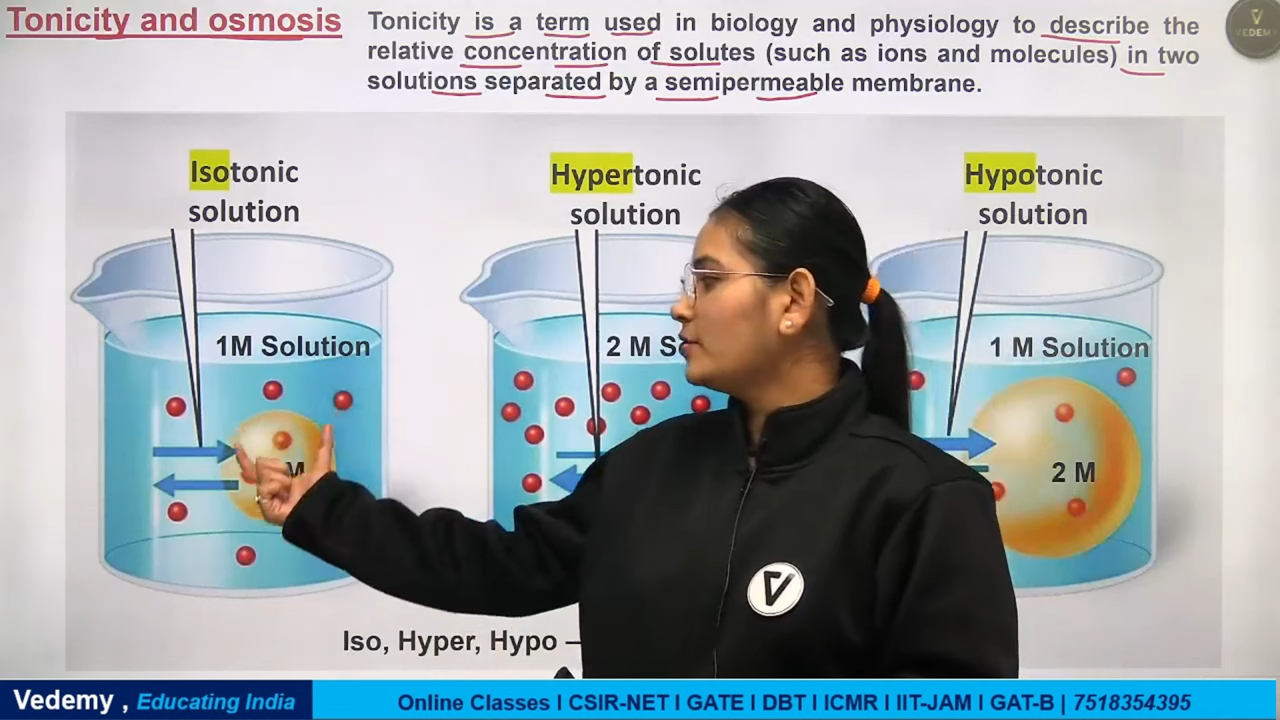 Tonicity and osmosis
Tonicity is a term used in biology and physiology to describe the
relative concentration of solutes (such as ions and molecules) in two
solutions separated by a semipermeable membrane.
VEDEMY
Isotonic
solution
Hypertonic
solution
Hypotonic
solution
1M Solution
2 M
1 M Solution
M
2 M
Iso, Hyper, Hypo –
Vedemy , Educating India
Online Classes I CSIR-NET I GATE I DBT I ICMR I IIT-JAM I GAT-B | 7518354395